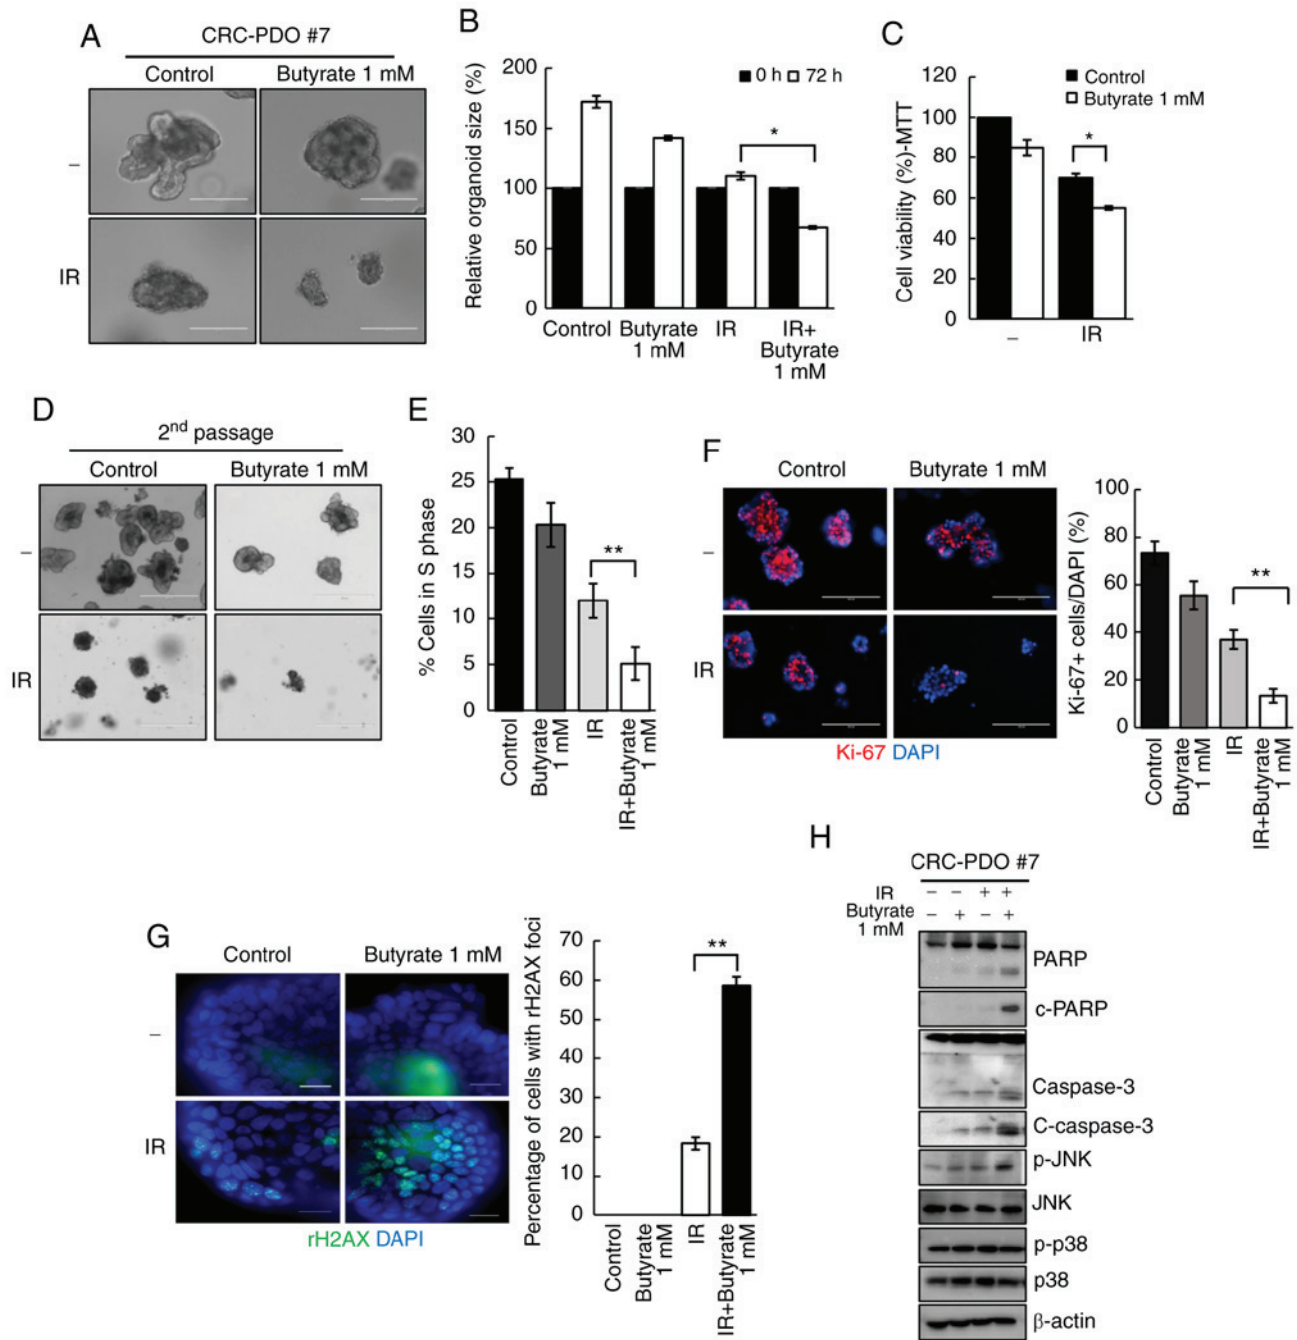 A
CRC-PDO #7
Control
Butyrate 1 mM
–
IR
B
Relative organoid size (%)
200
150
100
50
0
0 h
72 h
*
Control
Butyrate
1 mM
IR
IR+
Butyrate
1 mM
C
Cell viability (%)-MTT
120
100
80
60
40
20
0
Control
Butyrate 1 mM
*
–
IR
D
2nd passage
Control
Butyrate 1 mM
–
IR
E
% Cells in S phase
30
25
20
15
10
5
0
**
Control
Butyrate
1 mM
IR
IR+Butyrate
1 mM
F
Control
Butyrate 1 mM
–
IR
Ki-67 DAPI
Ki-67+ cells/DAPI (%)
100
80
60
40
20
0
**
Control
Butyrate
1 mM
IR
IR+Butyrate
1 mM
G
Control
Butyrate 1 mM
–
IR
rH2AX DAPI
Percentage of cells with rH2AX foci
70
60
50
40
30
20
10
0
**
Control
Butyrate
1 mM
IR
IR+Butyrate
1 mM
H
CRC-PDO #7
IR – – + +
Butyrate – + – +
1 mM
PARP
c-PARP
Caspase-3
C-caspase-3
p-JNK
JNK
p-p38
p38
β-actin